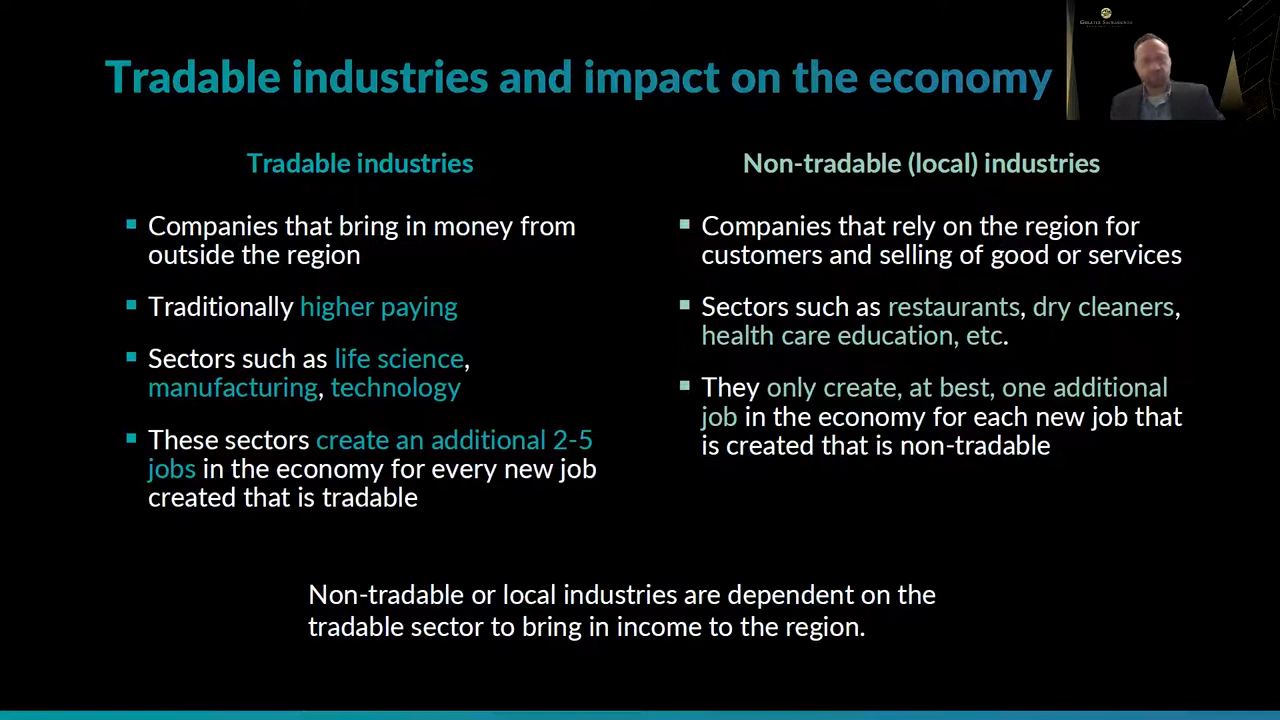 Tradable industries and impact on the economy
Tradable industries
Companies that bring in money from
outside the region
Traditionally higher paying
Sectors such as life science,
manufacturing, technology
These sectors create an additional 2-5
jobs in the economy for every new job
created that is tradable
Non-tradable (local) industries
Companies that rely on the region for
customers and selling of good or services
Sectors such as restaurants, dry cleaners,
health care education, etc.
They only create, at best, one additional
job in the economy for each new job that
is created that is non-tradable
Non-tradable or local industries are dependent on the
tradable sector to bring in income to the region.